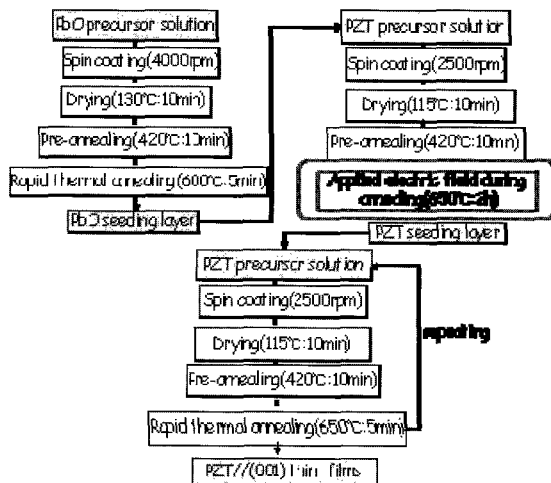 PbO precursor solution
Spin coating(4000rpm)
Drying(130℃:10min)
Pre-annealing(420℃:10min)
Rapid thermal annealing(600℃:5min)
PbO seeding layer
PZT precursor solution
Spin coating(2500rpm)
Drying(115℃:10min)
Pre-annealing(420℃:10min)
Applied electric field during
annealing(650℃:2h)
PZT seeding layer
PZT precursor solution
Spin coating(2500rpm)
Drying(115℃:10min)
Pre-annealing(420℃:10min)
Rapid thermal annealing(650℃:5min)
repeating
PZT//(001) thin films